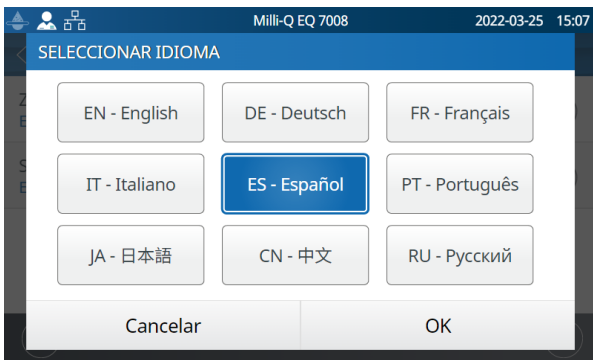 Milli-Q EQ 7008 2022-03-25 15:07
SELECCIONAR IDIOMA
EN - English DE - Deutsch FR - Français
IT - Italiano ES - Español PT - Português
JA - 日本語 CN - 中文 RU - Русский
Cancelar OK